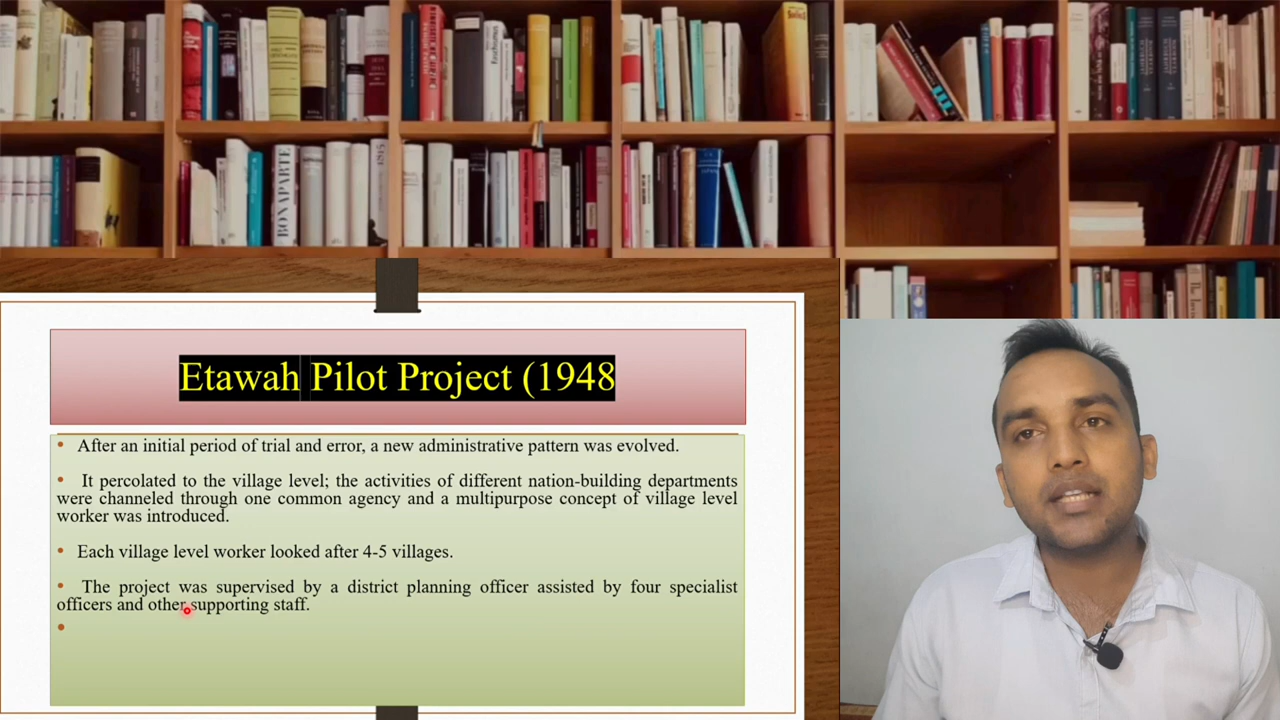 BONAPARTE
Etawah Pilot Project (1948
• After an initial period of trial and error, a new administrative pattern was evolved.
• It percolated to the village level; the activities of different nation-building departments
were channeled through one common agency and a multipurpose concept of village level
worker was introduced.
• Each village level worker looked after 4-5 villages.
• The project was supervised by a district planning officer assisted by four specialist
officers and other supporting staff.
•